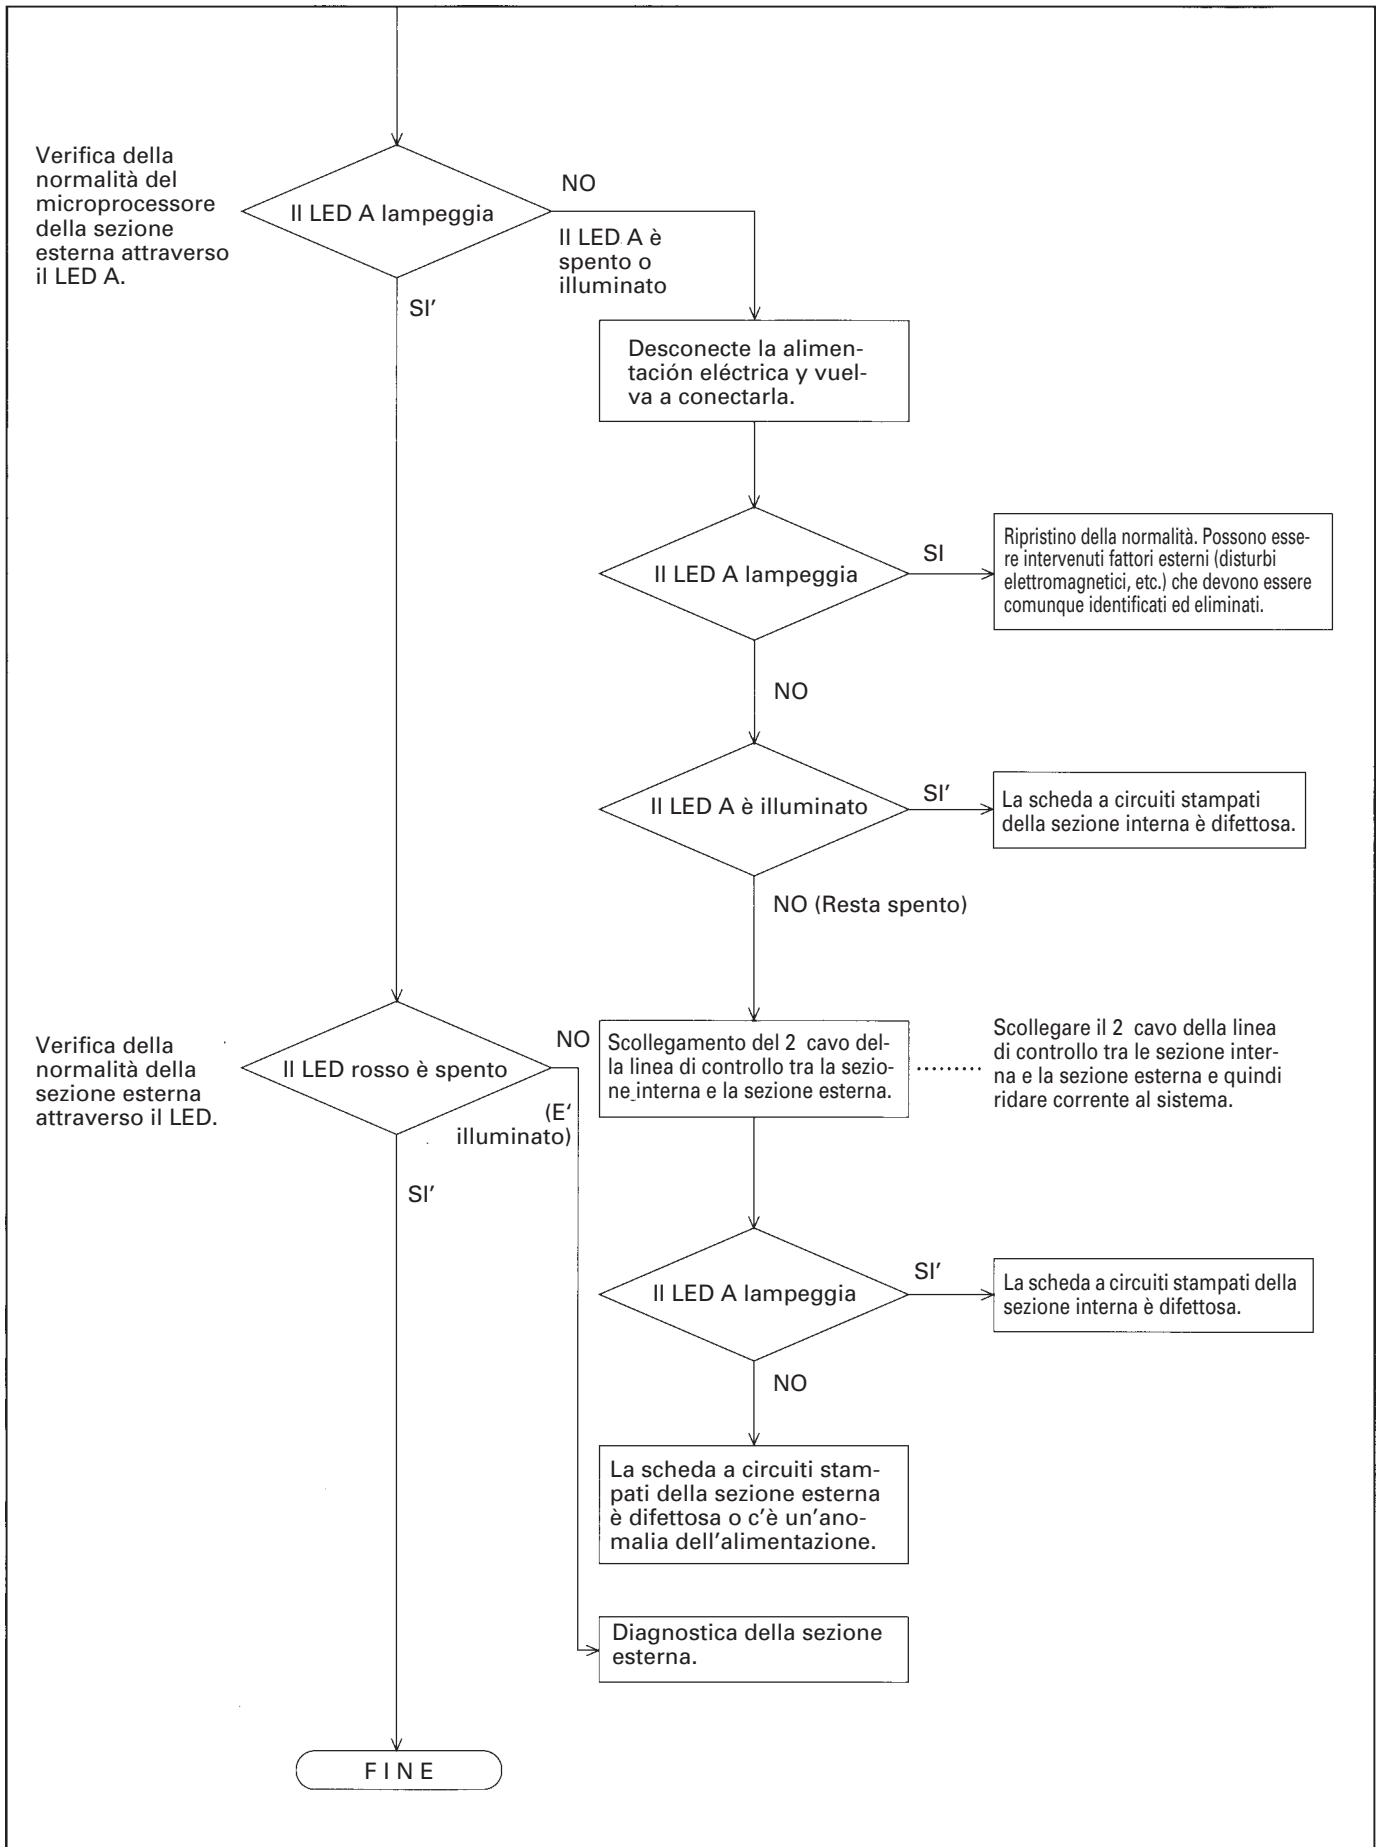 Verifica della
normalità del
microprocessore
della sezione
esterna attraverso
il LED A.
Il LED A lampeggia
NO
Il LED A è
spento o
illuminato
SI’
Desconecte la alimen-
tación eléctrica y vuel-
va a conectarla.
Il LED A lampeggia
SI
Ripristino della normalità. Possono esse-
re intervenuti fattori esterni (disturbi
elettromagnetici, etc.) che devono essere
comunque identificati ed eliminati.
NO
Il LED A è illuminato
SI’
La scheda a circuiti stampati
della sezione interna è difettosa.
NO (Resta spento)
Verifica della
normalità della
sezione esterna
attraverso il LED.
Il LED rosso è spento
NO
(E‘
illuminato)
SI’
Scollegamento del 2 cavo del-
la linea di controllo tra la sezio-
ne interna e la sezione esterna.
.........
Scollegare il 2 cavo della linea
di controllo tra le sezione inter-
na e la sezione esterna e quindi
ridare corrente al sistema.
Il LED A lampeggia
SI’
La scheda a circuiti stampati della
sezione interna è difettosa.
NO
La scheda a circuiti stam-
pati della sezione esterna
è difettosa o c’è un’ano-
malia dell’alimentazione.
Diagnostica della sezione
esterna.
FINE